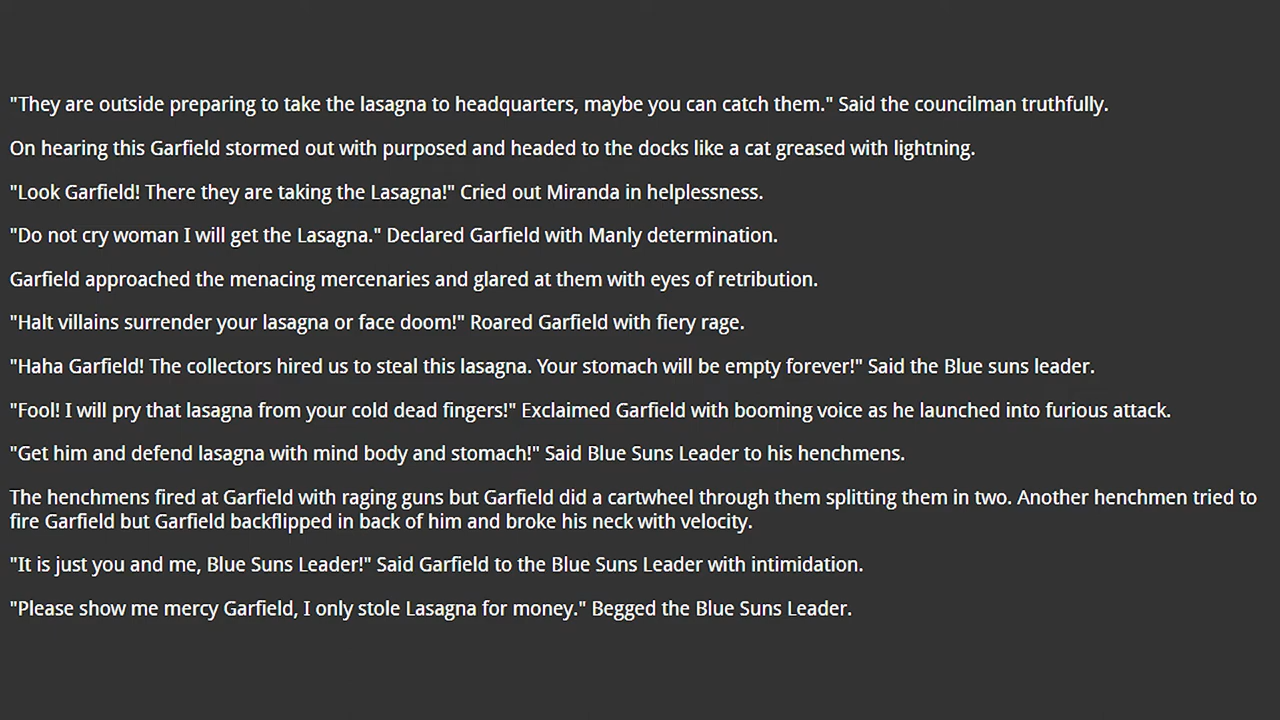 "They are outside preparing to take the lasagna to headquarters, maybe you can catch them." Said the councilman truthfully.
On hearing this Garfield stormed out with purposed and headed to the docks like a cat greased with lightning.
"Look Garfield! There they are taking the Lasagna!" Cried out Miranda in helplessness.
"Do not cry woman I will get the Lasagna." Declared Garfield with Manly determination.
Garfield approached the menacing mercenaries and glared at them with eyes of retribution.
"Halt villains surrender your lasagna or face doom!" Roared Garfield with fiery rage.
"Haha Garfield! The collectors hired us to steal this lasagna. Your stomach will be empty forever!" Said the Blue suns leader.
"Fool! I will pry that lasagna from your cold dead fingers!" Exclaimed Garfield with booming voice as he launched into furious attack.
"Get him and defend lasagna with mind body and stomach!" Said Blue Suns Leader to his henchmens.
The henchmens fired at Garfield with raging guns but Garfield did a cartwheel through them splitting them in two. Another henchmen tried to
fire Garfield but Garfield backflipped in back of him and broke his neck with velocity.
"It is just you and me, Blue Suns Leader!" Said Garfield to the Blue Suns Leader with intimidation.
"Please show me mercy Garfield, I only stole Lasagna for money." Begged the Blue Suns Leader.